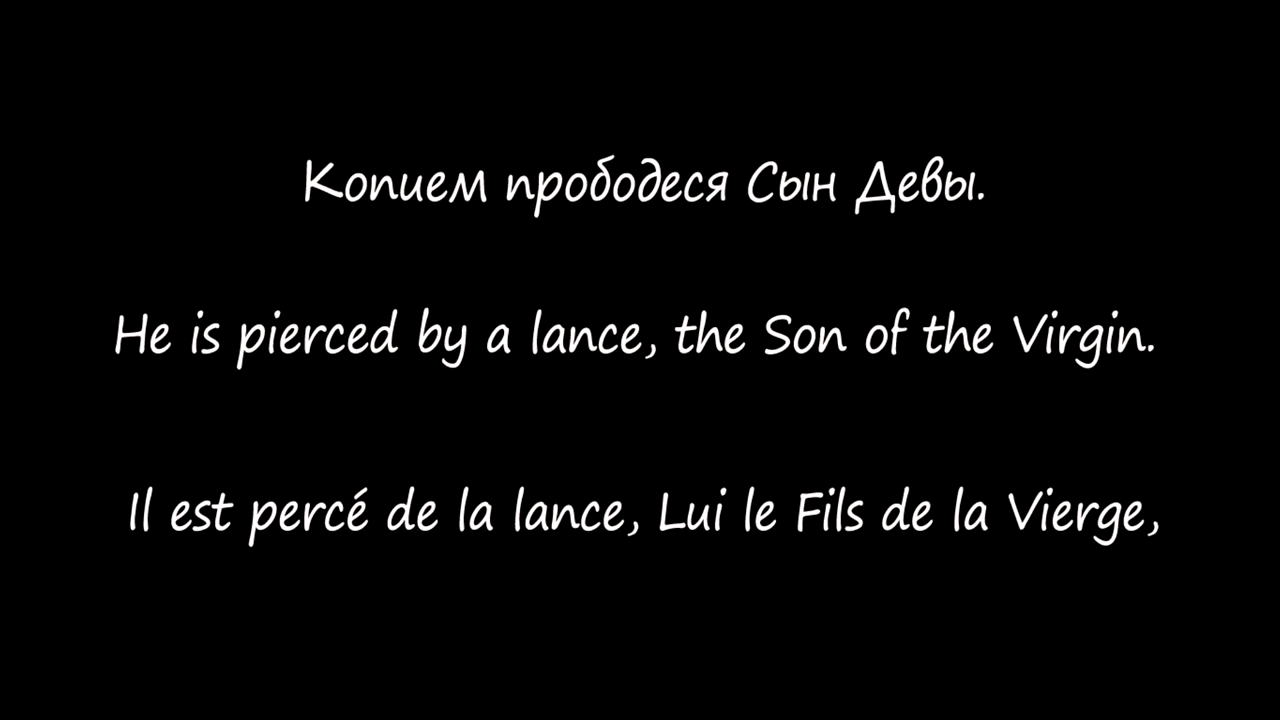 Копием прободеся Сын Девы.
He is pierced by a lance, the Son of the Virgin.
Il est percé de la lance, Lui le Fils de la Vierge,